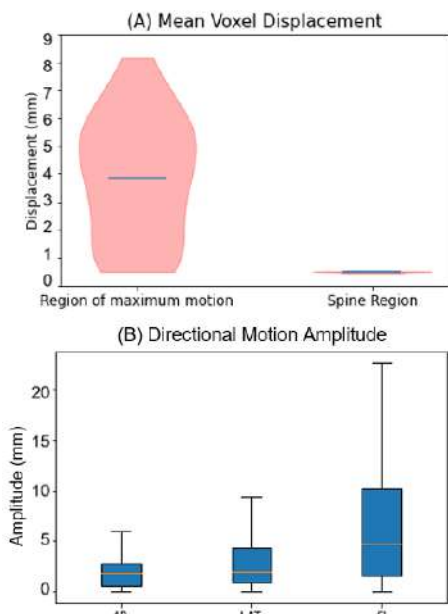 (A) Mean Voxel Displacement
9
8
7
6
5
4
3
2
1
0
Displacement (mm)
Region of maximum motion
Spine Region
(B) Directional Motion Amplitude
20
15
10
5
0
Amplitude (mm)